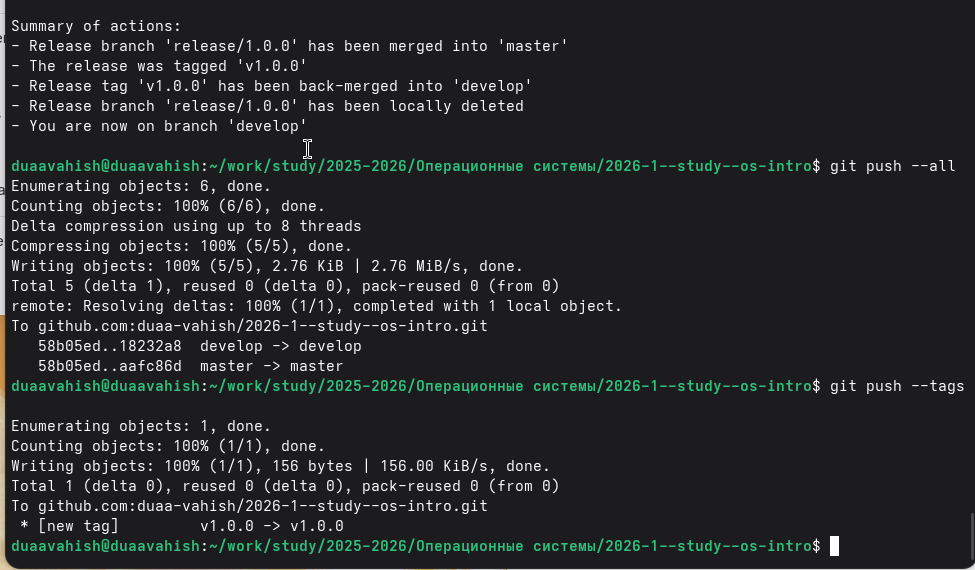 Summary of actions:
- Release branch 'release/1.0.0' has been merged into 'master'
- The release was tagged 'v1.0.0'
- Release tag 'v1.0.0' has been back-merged into 'develop'
- Release branch 'release/1.0.0' has been locally deleted
- You are now on branch 'develop'
duaavahish@duaavahish:~/work/study/2025-2026/Операционные системы/2026-1--study--os-intro$ git push --all
Enumerating objects: 6, done.
Counting objects: 100% (6/6), done.
Delta compression using up to 8 threads
Compressing objects: 100% (5/5), done.
Writing objects: 100% (5/5), 2.76 KiB | 2.76 MiB/s, done.
Total 5 (delta 1), reused 0 (delta 0), pack-reused 0 (from 0)
remote: Resolving deltas: 100% (1/1), completed with 1 local object.
To github.com:duaa-vahish/2026-1--study--os-intro.git
   58b05ed..18232a8  develop -> develop
   58b05ed..aafc86d  master -> master
duaavahish@duaavahish:~/work/study/2025-2026/Операционные системы/2026-1--study--os-intro$ git push --tags
Enumerating objects: 1, done.
Counting objects: 100% (1/1), done.
Writing objects: 100% (1/1), 156 bytes | 156.00 KiB/s, done.
Total 1 (delta 0), reused 0 (delta 0), pack-reused 0 (from 0)
To github.com:duaa-vahish/2026-1--study--os-intro.git
 * [new tag]         v1.0.0 -> v1.0.0
duaavahish@duaavahish:~/work/study/2025-2026/Операционные системы/2026-1--study--os-intro$